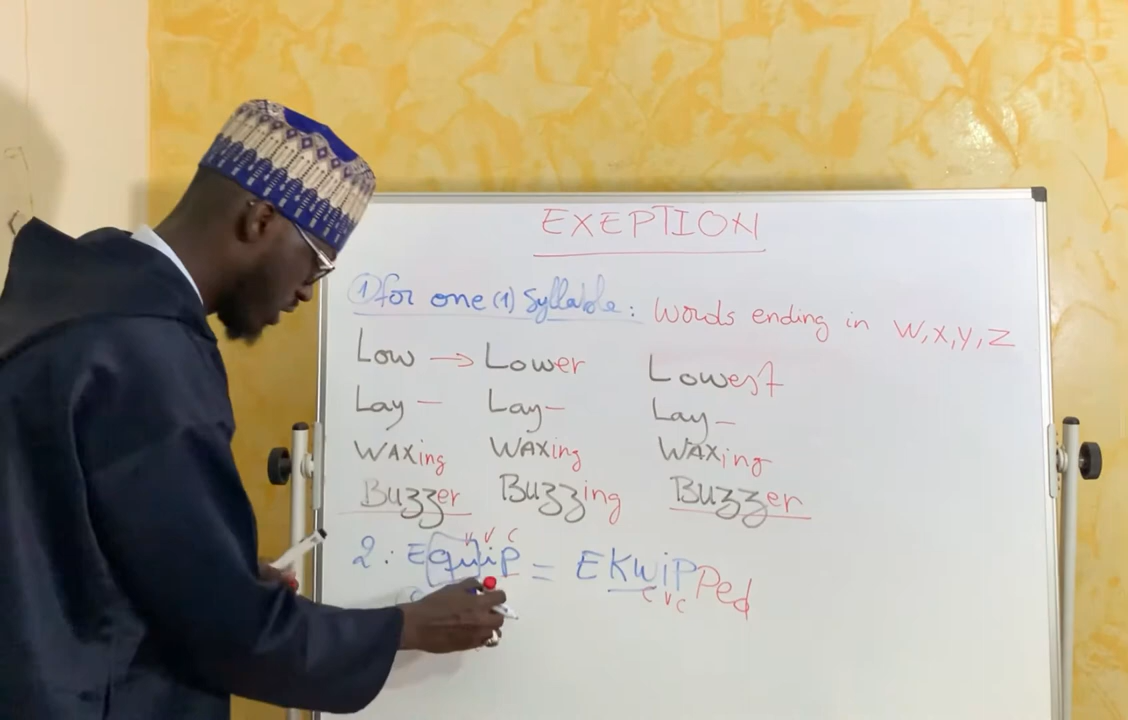 EXEPTION
① for one (1) syllable: Words ending in W, X, Y, Z
Low → Lower Lowest
Lay – Lay – Lay –
WAXing WAXing WAXing
Buzzer Buzzing Buzzer
V V C
2: Equip = EKwiPPed
C V C